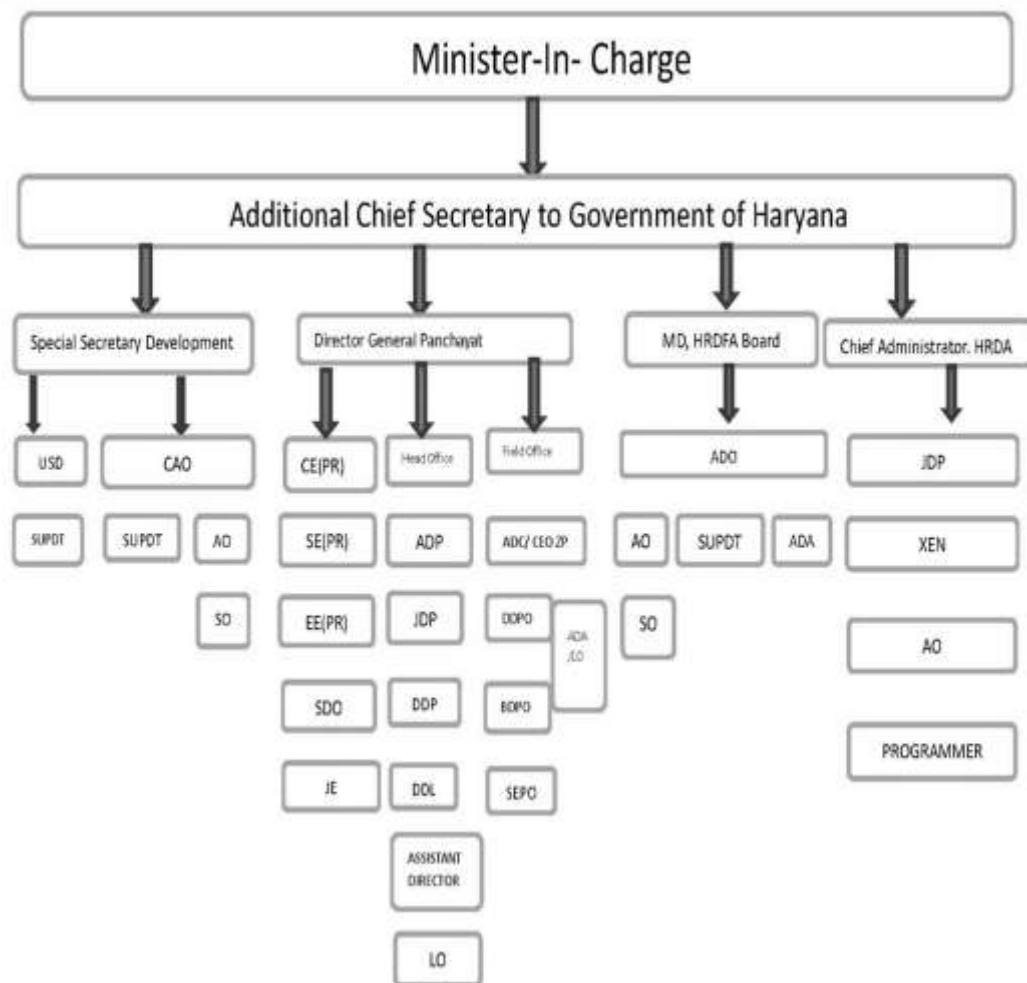 Minister-In- Charge
Additional Chief Secretary to Government of Haryana
Special Secretary Development
Director General Panchayat
MD, HRDFA Board
Chief Administrator. HRDA
USD
CAO
CE(PR)
Head Office
Field Office
ADO
JDP
SUPDT
SUPDT
AO
SE(PR)
ADP
ADC/ CEO ZP
AO
SUPDT
ADA
XEN
SO
EE(PR)
JDP
DDPO
ADA
/LO
SO
AO
SDO
DDP
BDPO
PROGRAMMER
JE
DDL
SEPO
ASSISTANT
DIRECTOR
LO